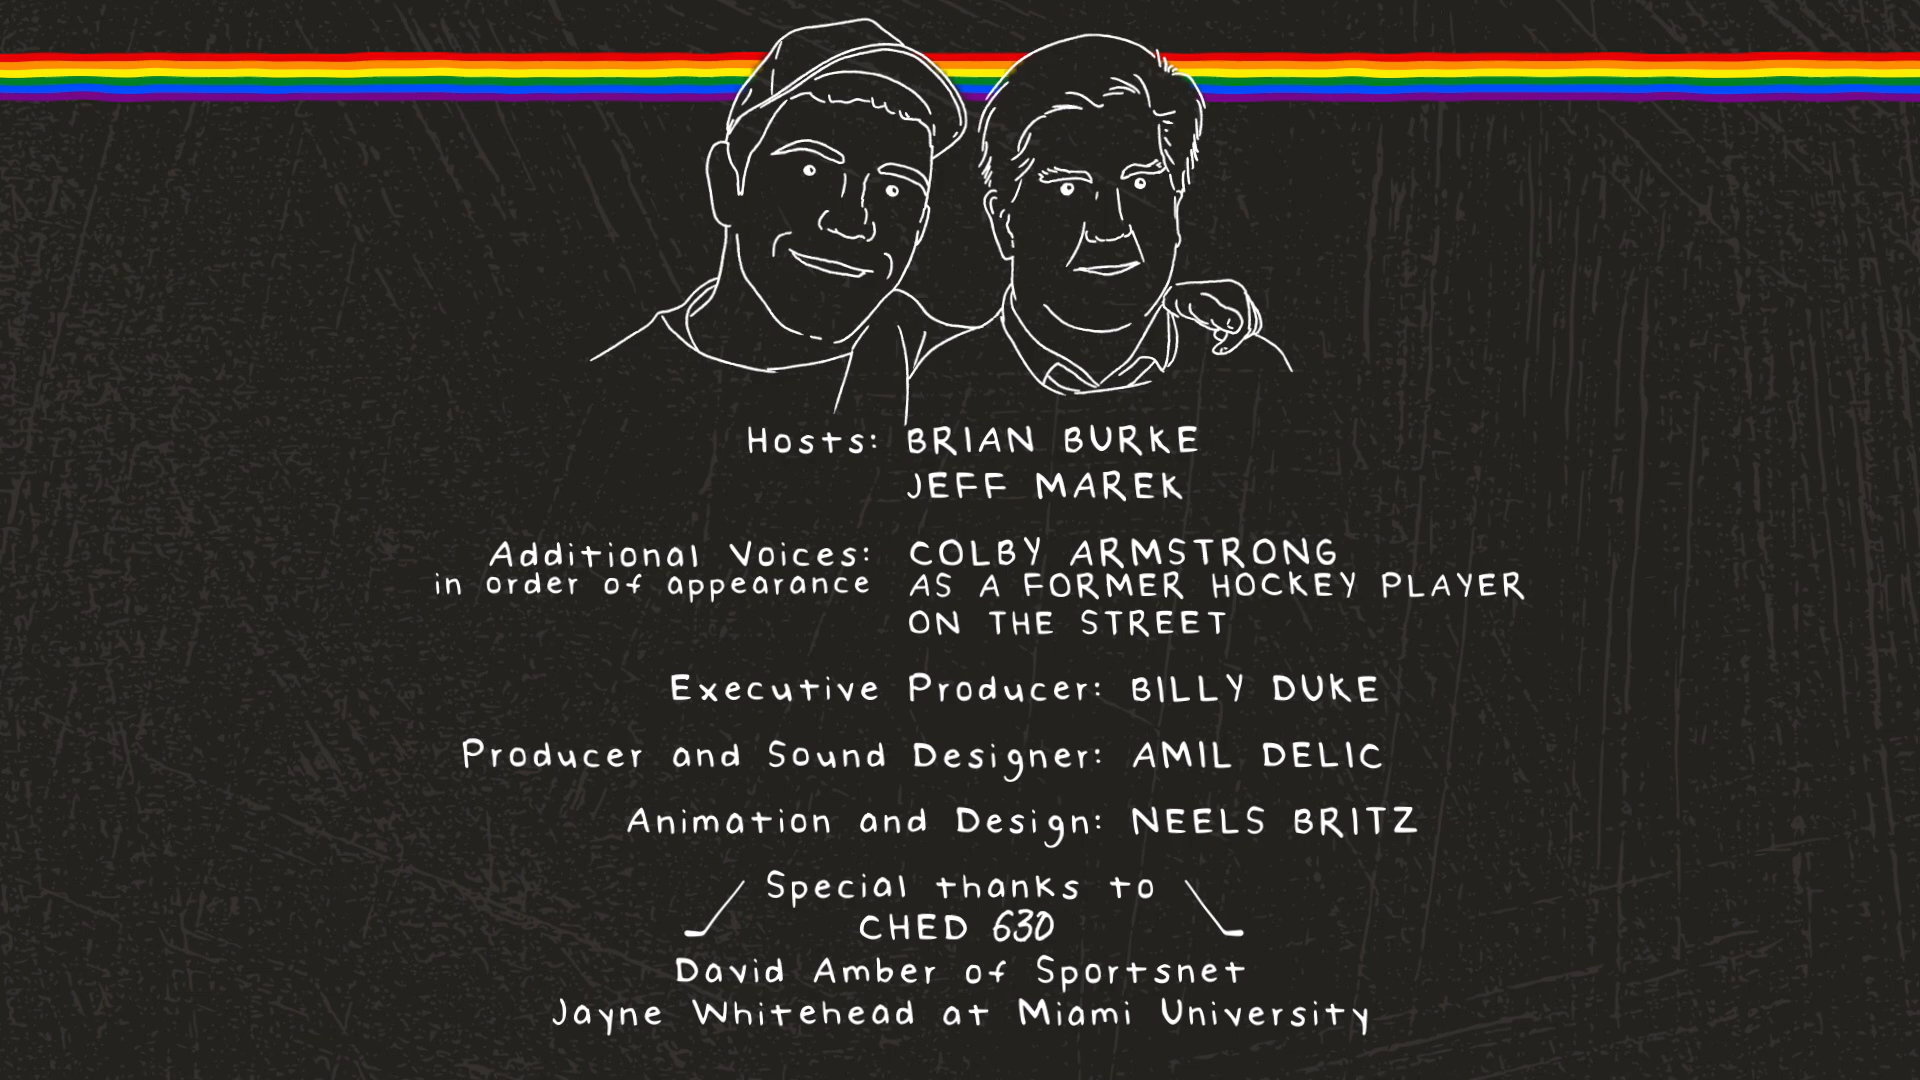 Hosts: BRIAN BURKE
JEFF MAREK
Additional Voices: COLBY ARMSTRONG
in order of appearance AS A FORMER HOCKEY PLAYER
ON THE STREET
Executive Producer: BILLY DUKE
Producer and Sound Designer: AMIL DELIC
Animation and Design: NEELS BRITZ
Special thanks to
CHED 630
David Amber of Sportsnet
Jayne Whitehead at Miami University